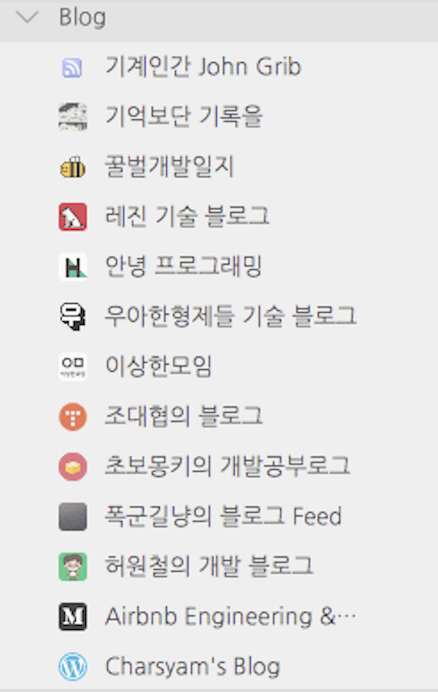 Blog
기계인간 John Grib
기억보단 기록을
꿀벌개발일지
레진 기술 블로그
안녕 프로그래밍
우아한형제들 기술 블로그
이상한모임
조대협의 블로그
초보몽키의 개발공부로그
폭군길냥의 블로그 Feed
허원철의 개발 블로그
Airbnb Engineering &…
Charsyam's Blog